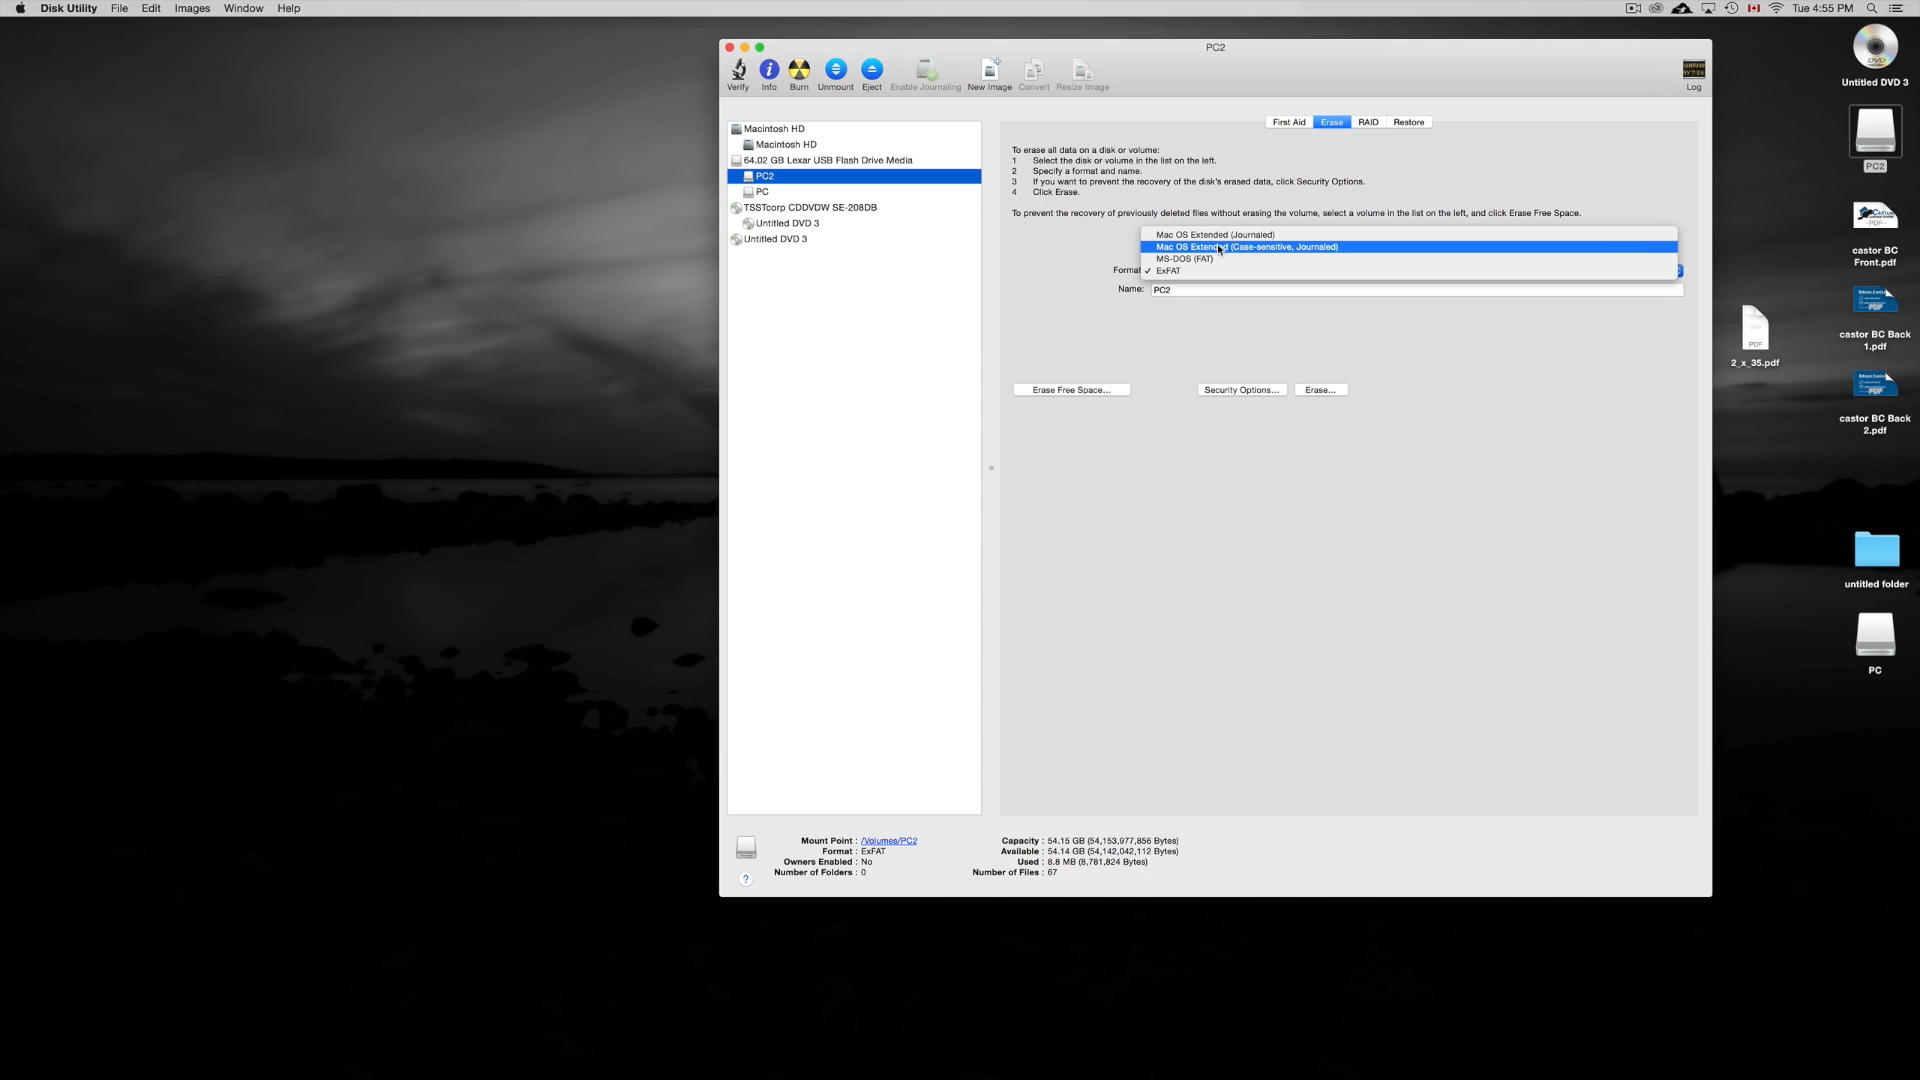 Disk Utility File Edit Images Window Help
Tue 4:55 PM
PC2
Verify Info Burn Unmount Eject Enable Journaling New Image Convert Resize Image
Log
Macintosh HD
Macintosh HD
64.02 GB Lexar USB Flash Drive Media
PC2
PC
TSSTcorp CDDVDW SE-208DB
Untitled DVD 3
Untitled DVD 3
First Aid Erase RAID Restore
To erase all data on a disk or volume:
1 Select the disk or volume in the list on the left.
2 Specify a format and name.
3 If you want to prevent the recovery of the disk's erased data, click Security Options.
4 Click Erase.
To prevent the recovery of previously deleted files without erasing the volume, select a volume in the list on the left, and click Erase Free Space.
Mac OS Extended (Journaled)
Mac OS Extended (Case-sensitive, Journaled)
MS-DOS (FAT)
Format ✓ ExFAT
Name: PC2
Erase Free Space... Security Options... Erase...
Mount Point : /Volumes/PC2
Format : ExFAT
Owners Enabled : No
Number of Folders : 0
Capacity : 54.15 GB (54,153,977,856 Bytes)
Available : 54.14 GB (54,142,042,112 Bytes)
Used : 8.8 MB (8,781,824 Bytes)
Number of Files : 67
?
DVD
Untitled DVD 3
PC2
PDF
castor BC
Front.pdf
PDF
castor BC Back
1.pdf
PDF
2_x_35.pdf
PDF
castor BC Back
2.pdf
untitled folder
PC